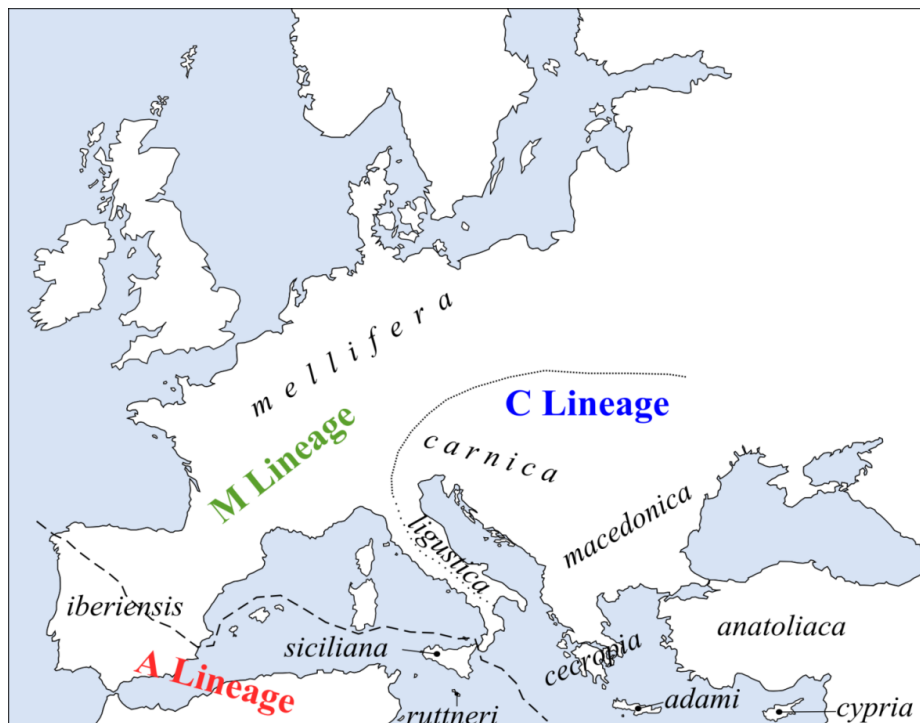 mellifera
C Lineage
M Lineage
carnica
ligustica
macedonica
iberiensis
siciliana
cecropia
anatoliaca
A Lineage
ruttneri
adami
cypria